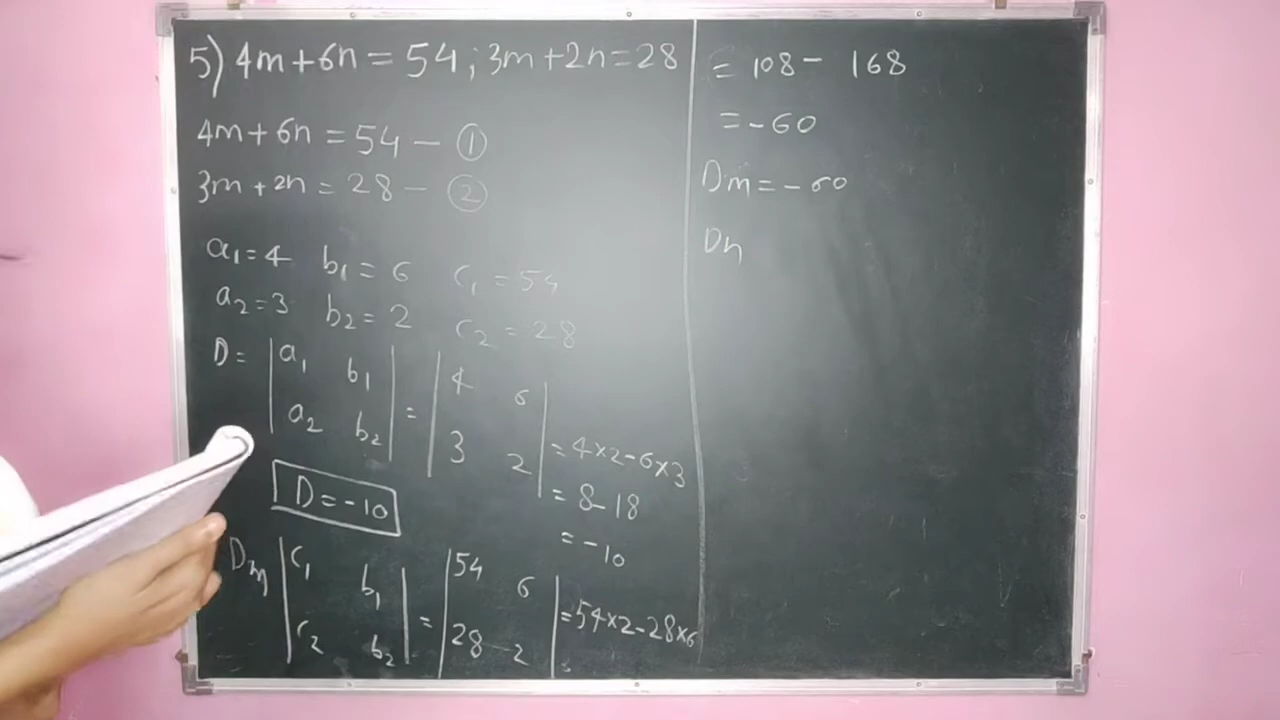 5) 4m + 6n = 54 ; 3m + 2n = 28
4m + 6n = 54 — ①
3m + 2n = 28 — ②
a₁ = 4 b₁ = 6 c₁ = 54
a₂ = 3 b₂ = 2 c₂ = 28
D = | a₁ b₁ | = | 4 6 |
| a₂ b₂ | | 3 2 | = 4×2 - 6×3
= 8 - 18
D = -10
= -10
Dm | c₁ b₁ | = | 54 6 |
| c₂ b₂ | | 28 2 | = 54×2 - 28×6
= 108 - 168
= -60
Dm = -60
Dn